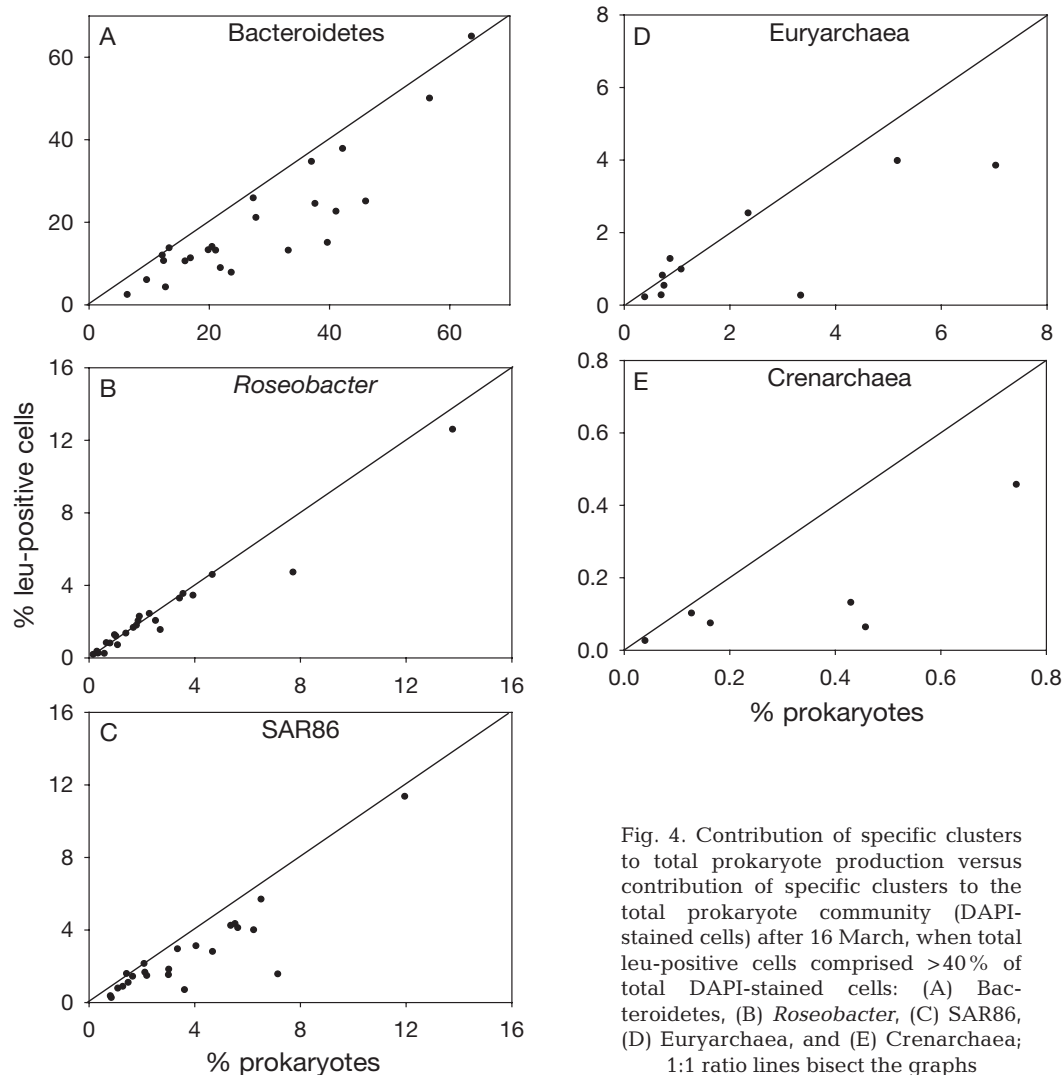 A
Bacteroidetes
60
40
20
0
0
20
40
60
B
Roseobacter
16
12
8
4
0
0
4
8
12
16
C
SAR86
16
12
8
4
0
0
4
8
12
16
% leu-positive cells
% prokaryotes
D
Euryarchaea
8
6
4
2
0
0
2
4
6
8
E
Crenarchaea
0.8
0.6
0.4
0.2
0.0
0.0
0.2
0.4
0.6
0.8
% prokaryotes
Fig. 4. Contribution of specific clusters
to total prokaryote production versus
contribution of specific clusters to the
total prokaryote community (DAPI-
stained cells) after 16 March, when total
leu-positive cells comprised >40% of
total DAPI-stained cells: (A) Bac-
teroidetes, (B) Roseobacter, (C) SAR86,
(D) Euryarchaea, and (E) Crenarchaea;
1:1 ratio lines bisect the graphs